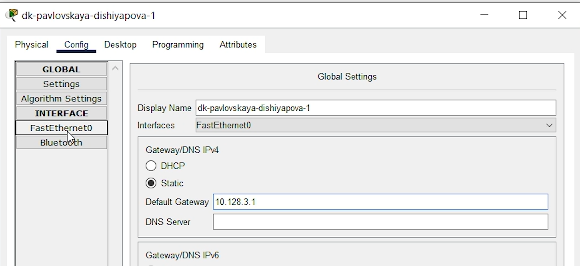 dk-pavlovskaya-dishiyapova-1
Physical Config Desktop Programming Attributes
GLOBAL
Settings
Algorithm Settings
INTERFACE
FastEthernet0
Bluetooth
Global Settings
Display Name dk-pavlovskaya-dishiyapova-1
Interfaces FastEthernet0
Gateway/DNS IPv4
DHCP
Static
Default Gateway 10.128.3.1
DNS Server
Gateway/DNS IPv6